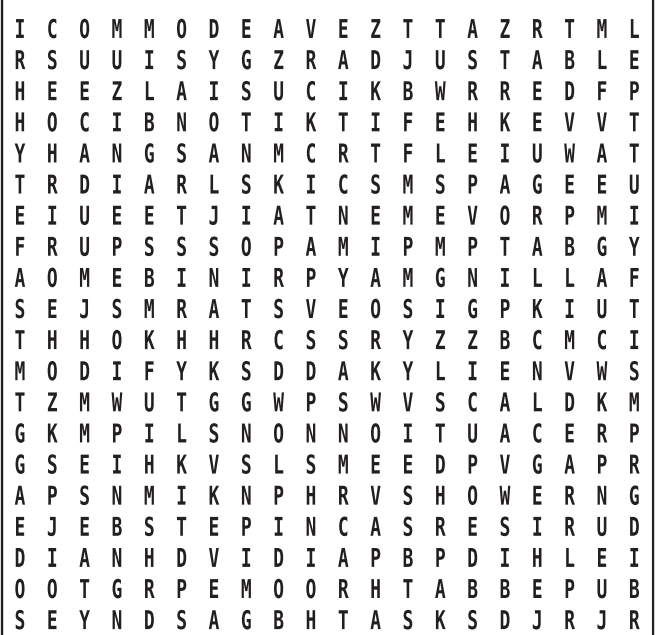 I C O M M O D E A V E Z T T A Z R T M L
R S U U I S Y G Z R A D J U S T A B L E
H E E Z L A I S U C I K B W R R E D F P
H O C I B N O T I K T I F E H K E V V T
Y H A N G S A N M C R T F L E I U W A T
T R D I A R L S K I C S M S P A G E E U
E I U E E T J I A T N E M E V O R P M I
F R U P S S S O P A M I P M P T A B G Y
A O M E B I N I R P Y A M G N I L L A F
S E J S M R A T S V E O S I G P K I U T
T H H O K H H R C S S R Y Z Z B C M C I
M O D I F Y K S D D A K Y L I E N V W S
T Z M W U T G G W P S W V S C A L D K M
G K M P I L S N O N N O I T U A C E R P
G S E I H K V S L S M E E D P V G A P R
A P S N M I K N P H R V S H O W E R N G
E J E B S T E P I N C A S R E S I R U D
D I A N H D V I D I A P B P D I H L E I
O O T G R P E M O O R H T A B B E P U B
S E Y N D S A G B H T A S K S D J R J R